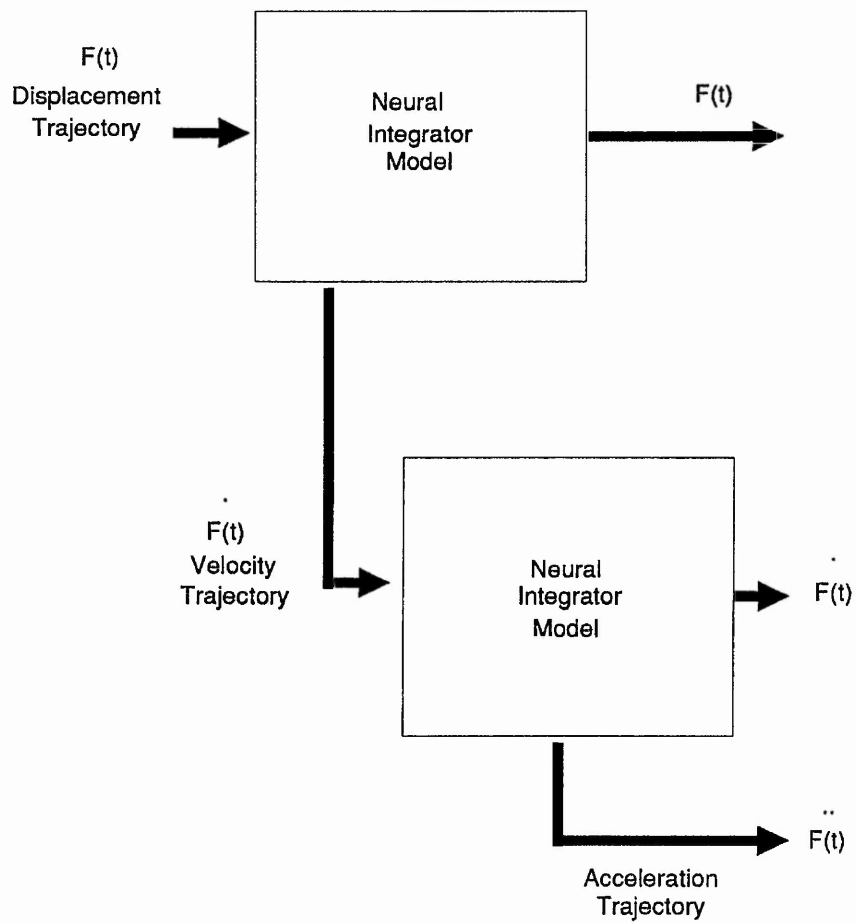 F(t)
Displacement
Trajectory
Neural
Integrator
Model
F(t)
Ḟ(t)
Velocity
Trajectory
Neural
Integrator
Model
Ḟ(t)
F̈(t)
Acceleration
Trajectory